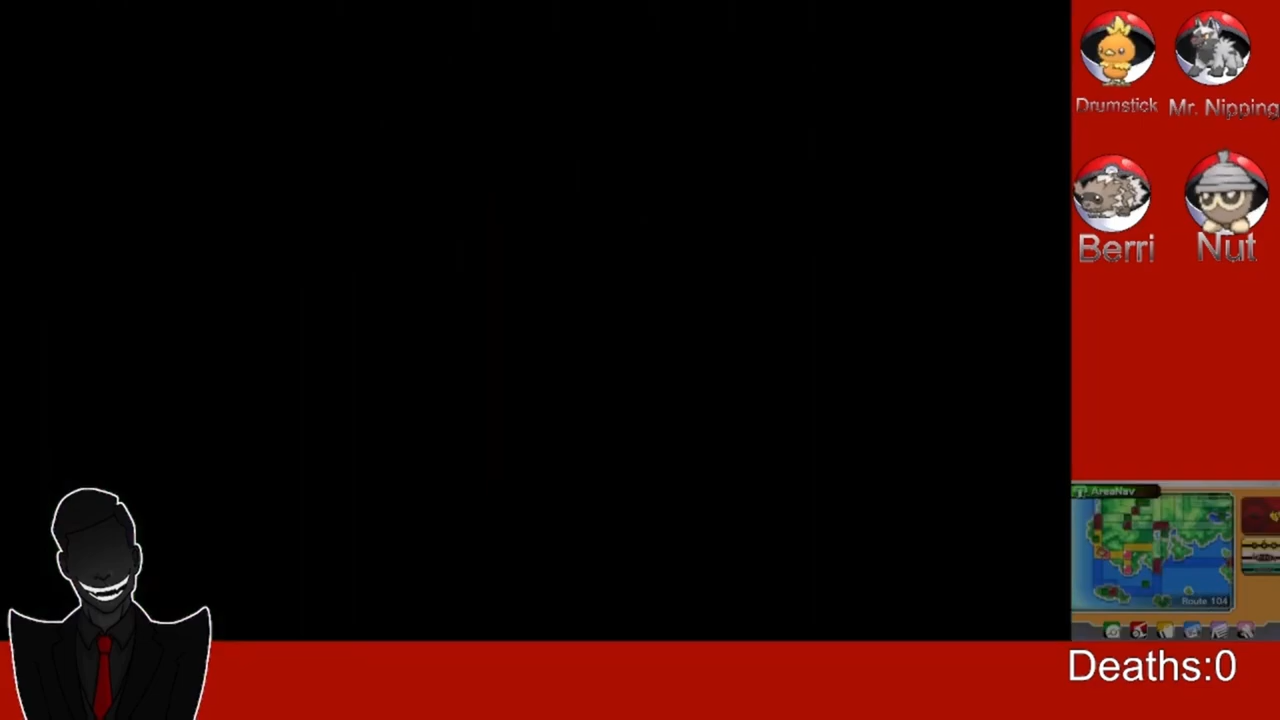 Drumstick Mr. Nipping
Berri Nut
AreaNav
Route 104
Deaths:0